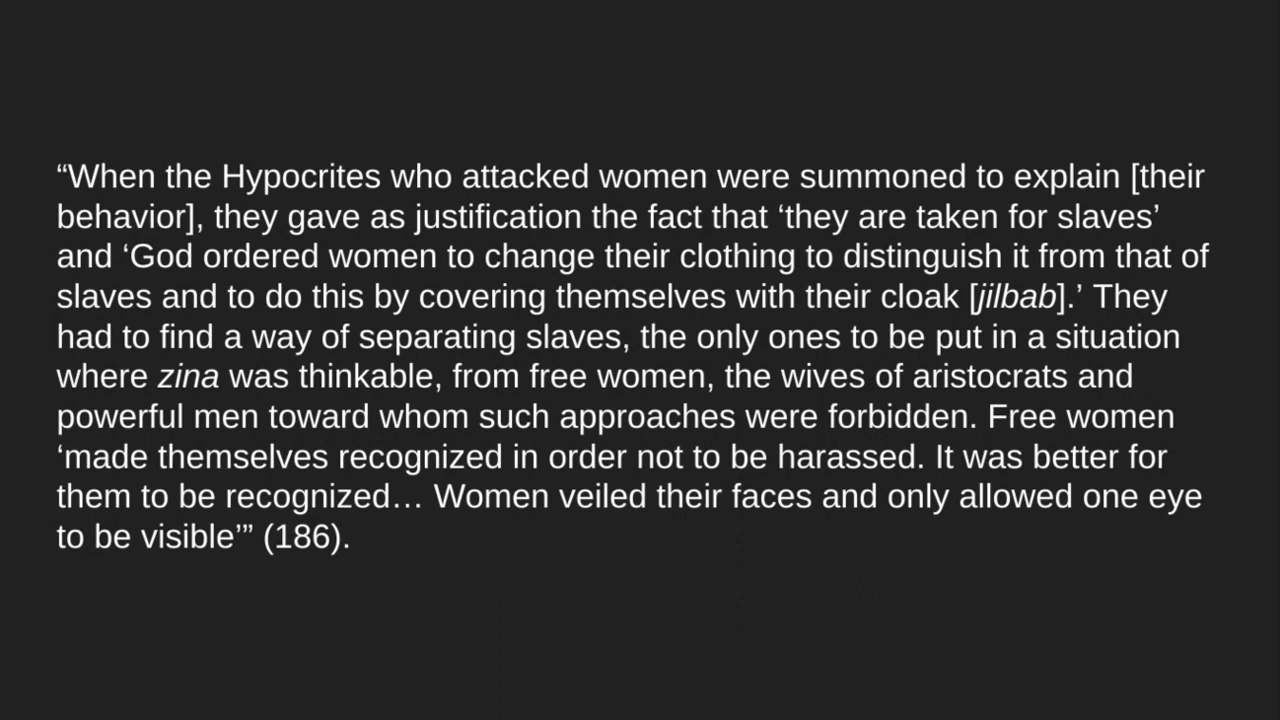 “When the Hypocrites who attacked women were summoned to explain [their
behavior], they gave as justification the fact that ‘they are taken for slaves’
and ‘God ordered women to change their clothing to distinguish it from that of
slaves and to do this by covering themselves with their cloak [jilbab].’ They
had to find a way of separating slaves, the only ones to be put in a situation
where zina was thinkable, from free women, the wives of aristocrats and
powerful men toward whom such approaches were forbidden. Free women
‘made themselves recognized in order not to be harassed. It was better for
them to be recognized… Women veiled their faces and only allowed one eye
to be visible’” (186).